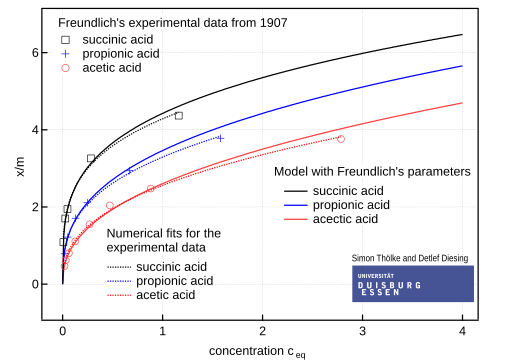 Freundlich's experimental data from 1907
succinic acid
propionic acid
acetic acid
6
4
2
0
x/m
Model with Freundlich's parameters
succinic acid
propionic acid
acectic acid
Numerical fits for the
experimental data
succinic acid
propionic acid
acetic acid
Simon Thölke and Detlef Diesing
UNIVERSITÄT
DUISBURG
ESSEN
0 1 2 3 4
concentration c eq